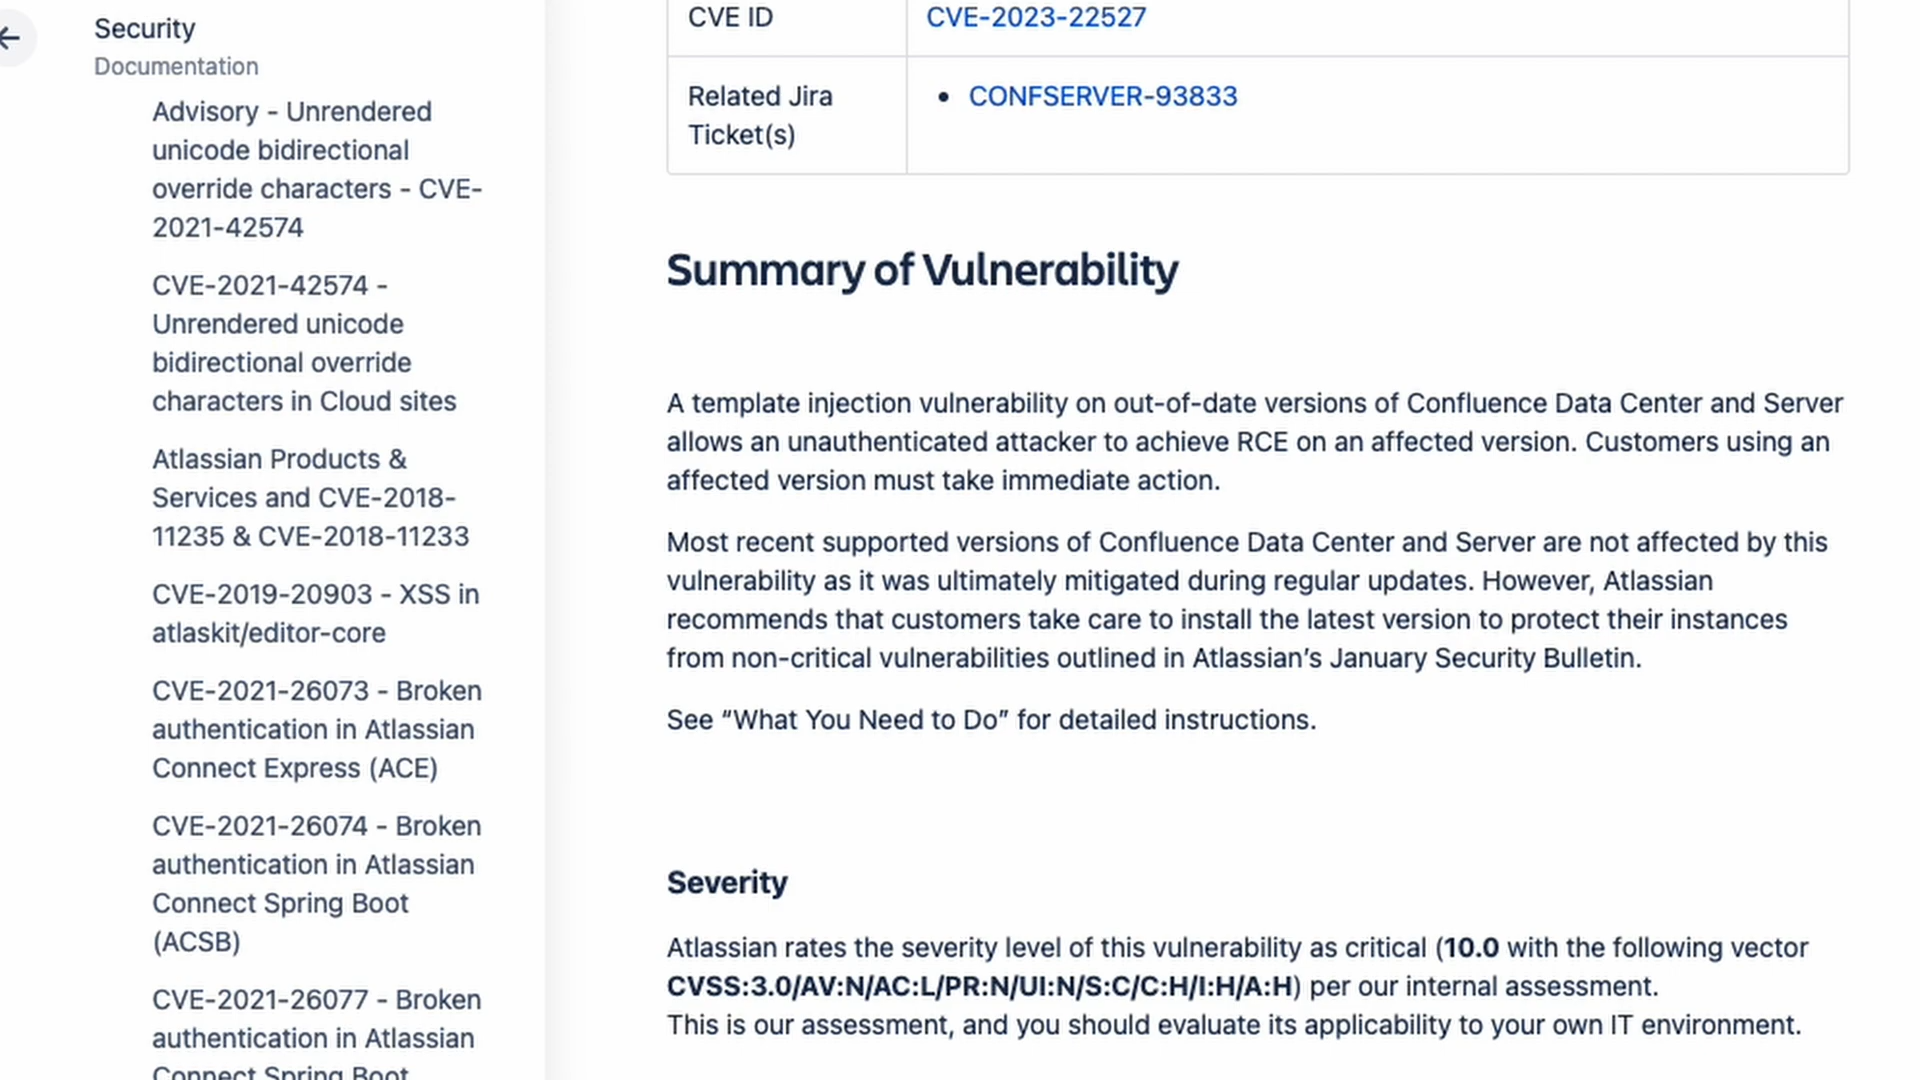 Security
Documentation
Advisory - Unrendered
unicode bidirectional
override characters - CVE-
2021-42574
CVE-2021-42574 -
Unrendered unicode
bidirectional override
characters in Cloud sites
Atlassian Products &
Services and CVE-2018-
11235 & CVE-2018-11233
CVE-2019-20903 - XSS in
atlaskit/editor-core
CVE-2021-26073 - Broken
authentication in Atlassian
Connect Express (ACE)
CVE-2021-26074 - Broken
authentication in Atlassian
Connect Spring Boot
(ACSB)
CVE-2021-26077 - Broken
authentication in Atlassian
Connect Spring Boot
CVE ID
CVE-2023-22527
Related Jira
Ticket(s)
• CONFSERVER-93833
Summary of Vulnerability
A template injection vulnerability on out-of-date versions of Confluence Data Center and Server
allows an unauthenticated attacker to achieve RCE on an affected version. Customers using an
affected version must take immediate action.
Most recent supported versions of Confluence Data Center and Server are not affected by this
vulnerability as it was ultimately mitigated during regular updates. However, Atlassian
recommends that customers take care to install the latest version to protect their instances
from non-critical vulnerabilities outlined in Atlassian’s January Security Bulletin.
See “What You Need to Do” for detailed instructions.
Severity
Atlassian rates the severity level of this vulnerability as critical (10.0 with the following vector
CVSS:3.0/AV:N/AC:L/PR:N/UI:N/S:C/C:H/I:H/A:H) per our internal assessment.
This is our assessment, and you should evaluate its applicability to your own IT environment.